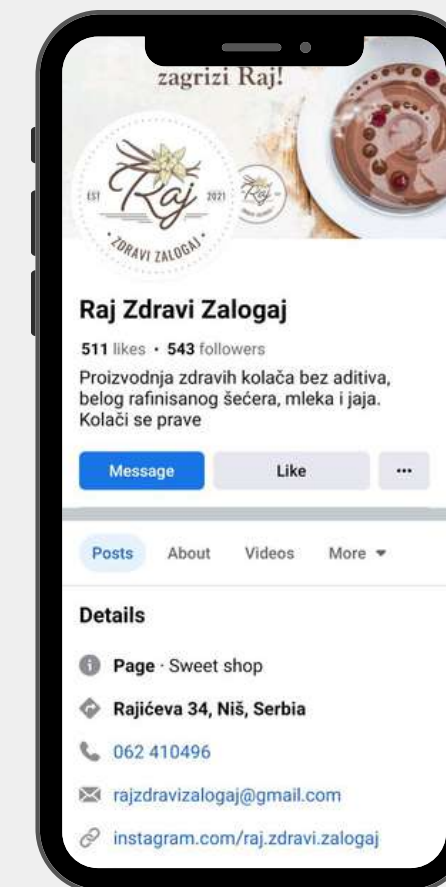 zagrizi Raj!
EST Raj 2021
• ZDRAVI ZALOGAJ •
Raj
Raj Zdravi Zalogaj
511 likes • 543 followers
Proizvodnja zdravih kolača bez aditiva,
belog rafinisanog šećera, mleka i jaja.
Kolači se prave
Message Like ...
Posts About Videos More
Details
Page · Sweet shop
Rajićeva 34, Niš, Serbia
062 410496
rajzdravizalogaj@gmail.com
instagram.com/raj.zdravi.zalogaj